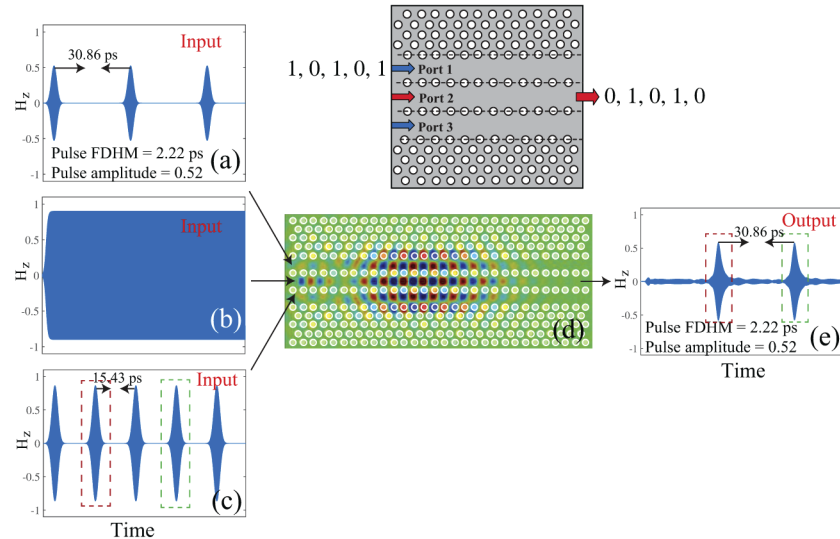 1
Input
30.86 ps
0.5
H_z
0
-0.5
Pulse FDHM = 2.22 ps
Pulse amplitude = 0.52
-1
(a)
1, 0, 1, 0, 1
Port 1
Port 2
Port 3
0, 1, 0, 1, 0
1
Input
0.5
H_z
0
-0.5
-1
(b)
(d)
1
Output
30.86 ps
0.5
H_z
0
-0.5
Pulse FDHM = 2.22 ps
Pulse amplitude = 0.52
-1
(e)
Time
1
Input
15.43 ps
0.5
H_z
0
-0.5
-1
(c)
Time